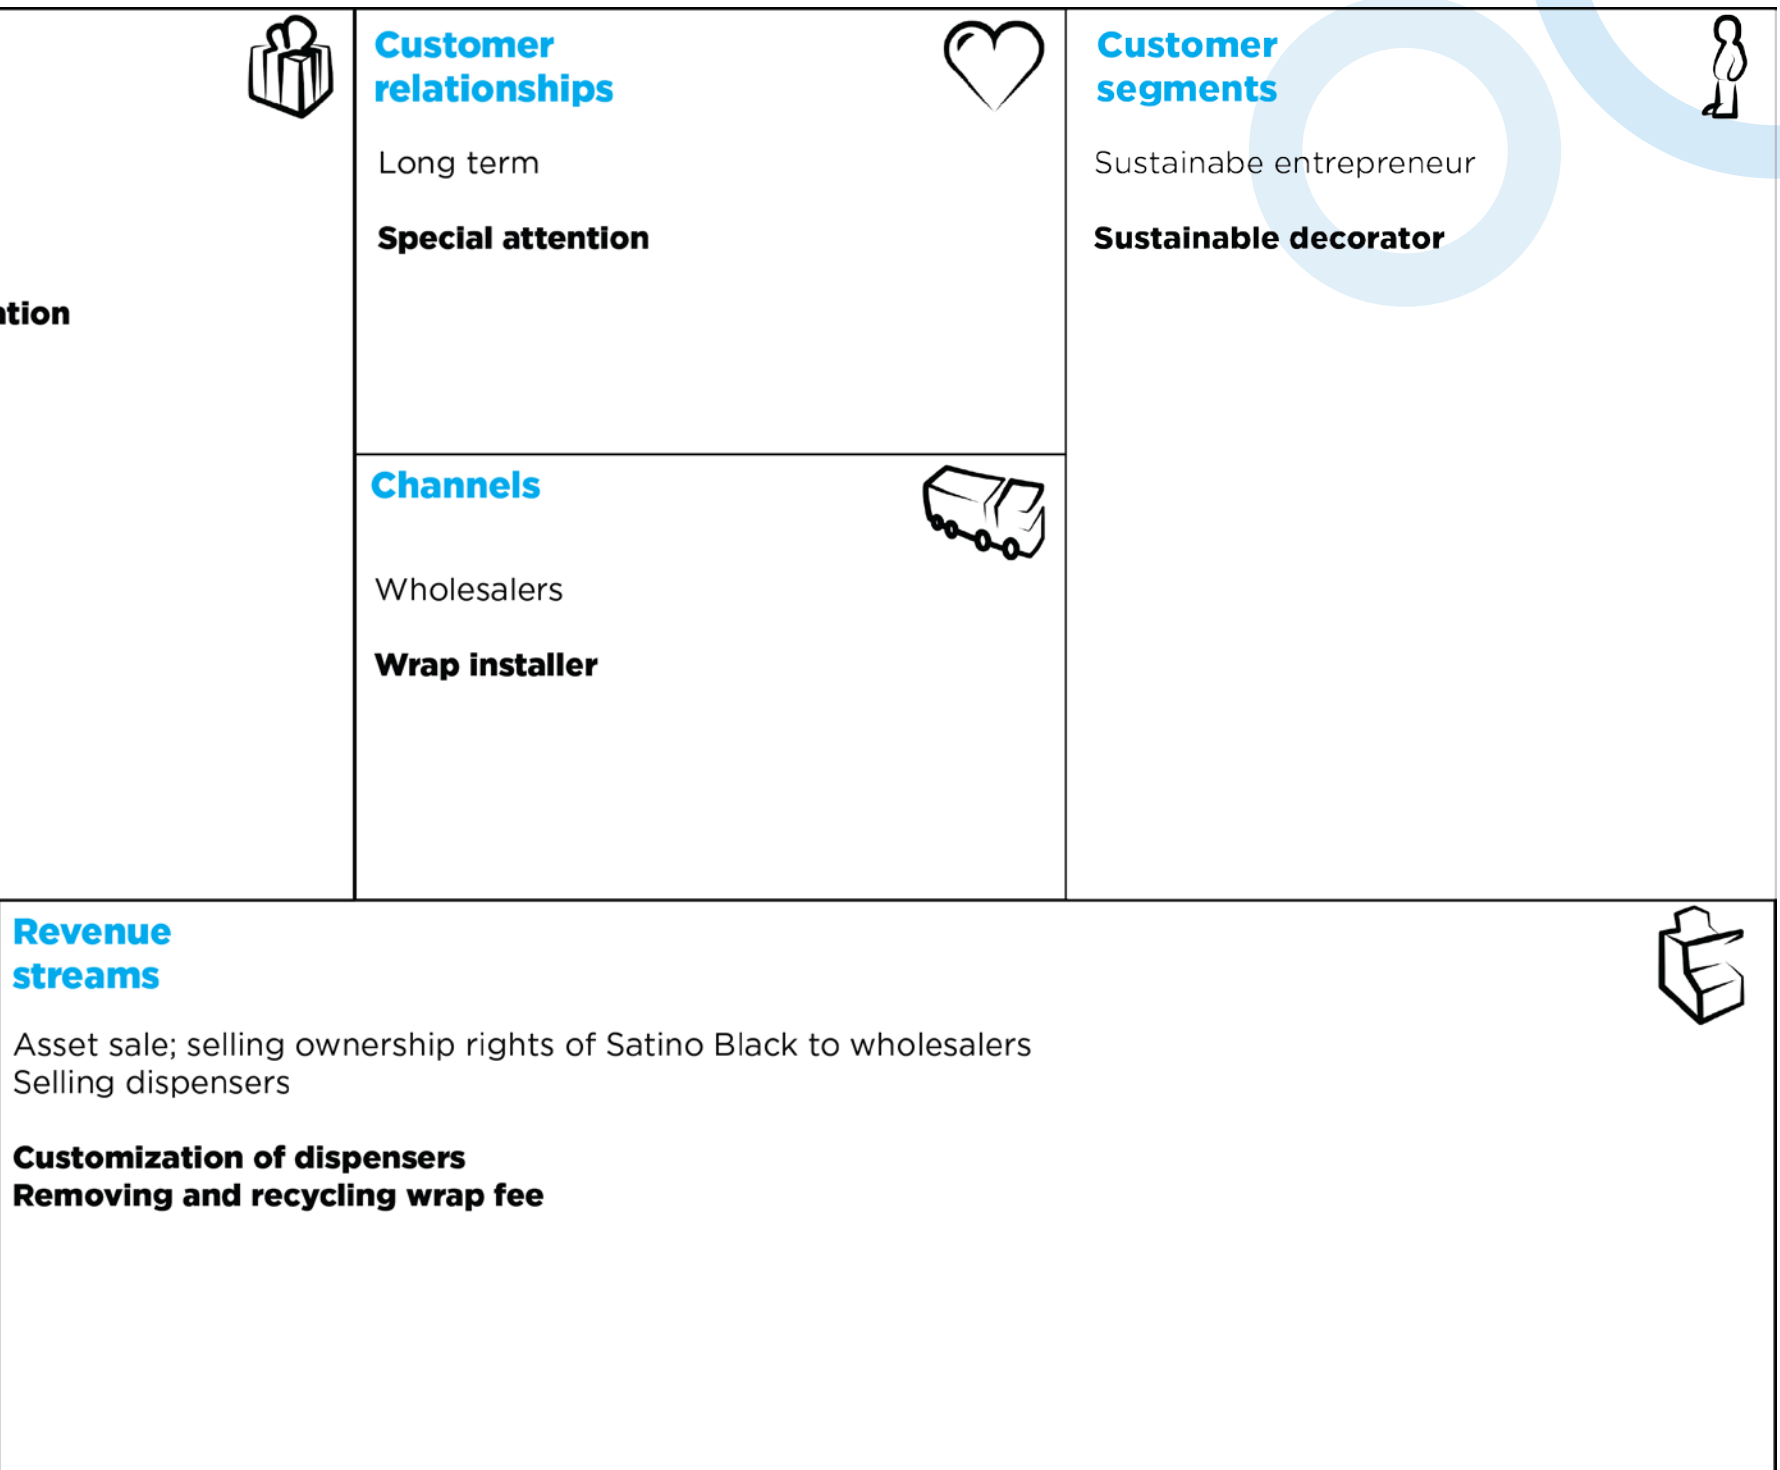 Customer
relationships
Long term
Special attention
Customer
segments
Sustainabe entrepreneur
Sustainable decorator
Channels
Wholesalers
Wrap installer
Revenue
streams
Asset sale; selling ownership rights of Satino Black to wholesalers
Selling dispensers
Customization of dispensers
Removing and recycling wrap fee